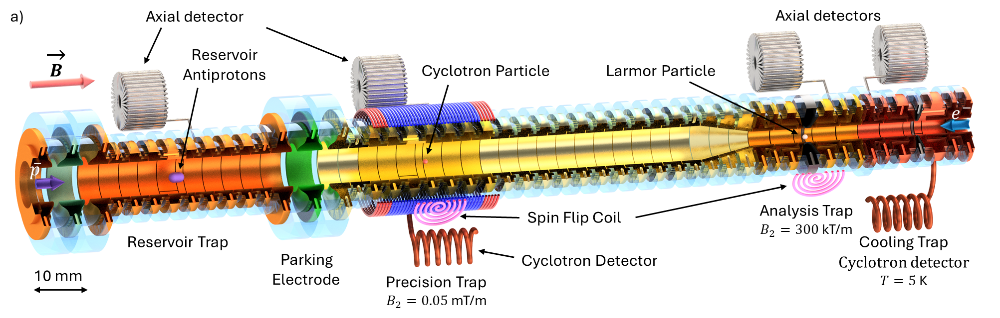 a)
Axial detector
Axial detectors
B
Reservoir
Antiprotons
Cyclotron Particle
Larmor Particle
p̄
e⁻
Reservoir Trap
10 mm
Parking
Electrode
Spin Flip Coil
Cyclotron Detector
Precision Trap
B₂ = 0.05 mT/m
Analysis Trap
B₂ = 300 kT/m
Cooling Trap
Cyclotron detector
T = 5 K